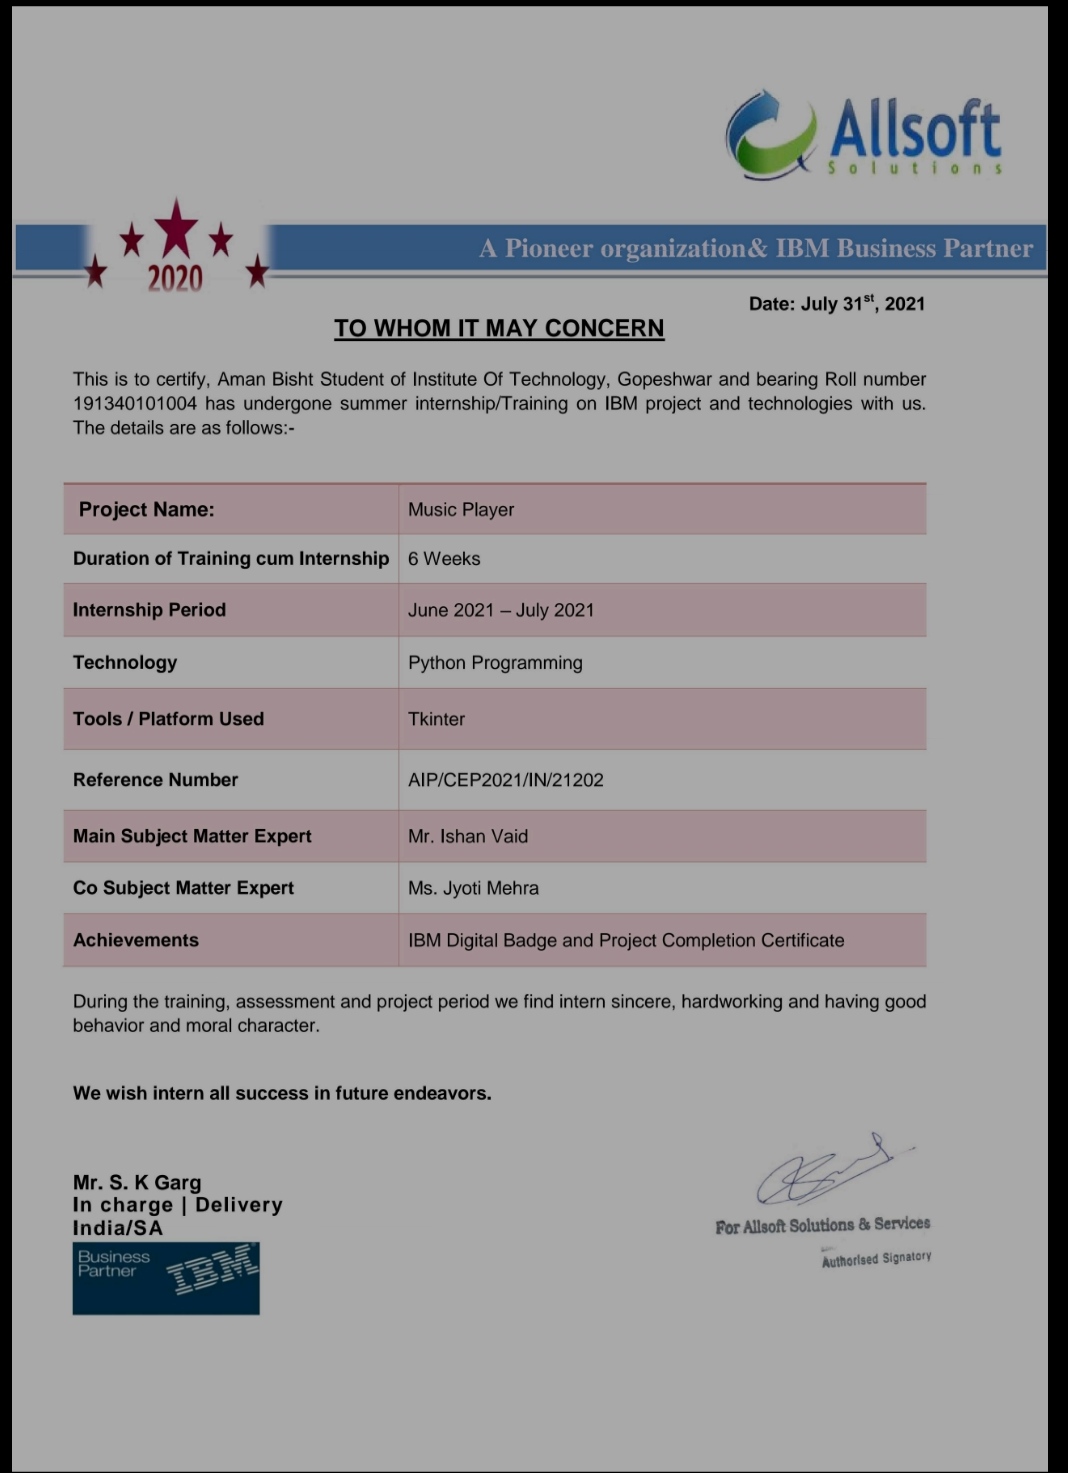 Allsoft
Solutions
A Pioneer organization& IBM Business Partner
2020
Date: July 31st, 2021
TO WHOM IT MAY CONCERN
This is to certify, Aman Bisht Student of Institute Of Technology, Gopeshwar and bearing Roll number
191340101004 has undergone summer internship/Training on IBM project and technologies with us.
The details are as follows:-
Project Name: Music Player
Duration of Training cum Internship 6 Weeks
Internship Period June 2021 – July 2021
Technology Python Programming
Tools / Platform Used Tkinter
Reference Number AIP/CEP2021/IN/21202
Main Subject Matter Expert Mr. Ishan Vaid
Co Subject Matter Expert Ms. Jyoti Mehra
Achievements IBM Digital Badge and Project Completion Certificate
During the training, assessment and project period we find intern sincere, hardworking and having good
behavior and moral character.
We wish intern all success in future endeavors.
Mr. S. K Garg
In charge | Delivery
India/SA
Business
Partner
IBM®
For Allsoft Solutions & Services
Authorised Signatory